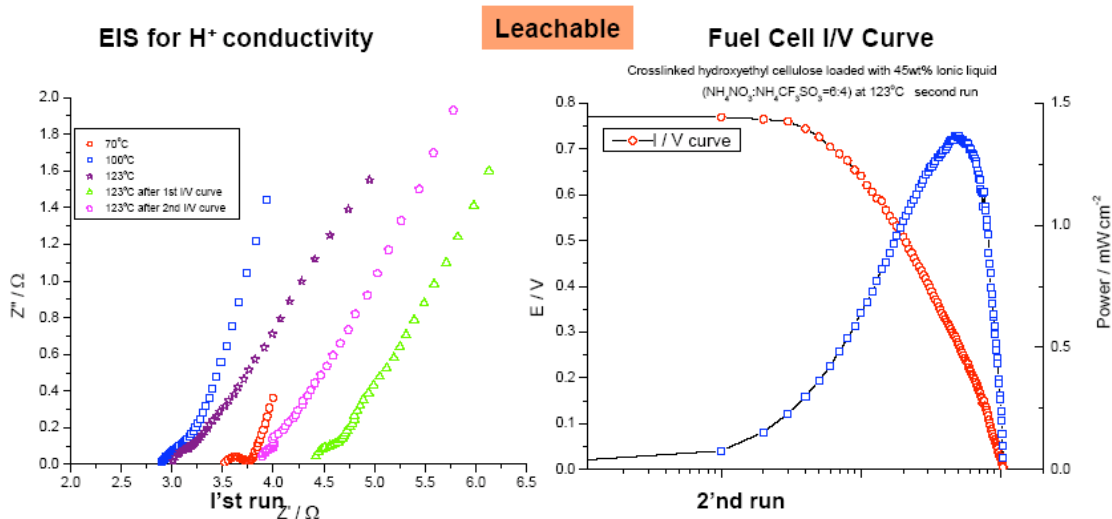 EIS for H⁺ conductivity
Leachable
Fuel Cell I/V Curve
Crosslinked hydroxyethyl cellulose loaded with 45wt% Ionic liquid
(NH₄NO₃:NH₄CF₃SO₃=6:4) at 123°C second run
2.0
1.8
1.6
1.4
1.2
1.0
0.8
0.6
0.4
0.2
0.0
Z'' / Ω
70°C
100°C
123°C
123°C after 1st I/V curve
123°C after 2nd I/V curve
2.0 2.5 3.0 3.5 4.0 4.5 5.0 5.5 6.0 6.5
I'st run
Z' / Ω
0.8
0.7
0.6
0.5
0.4
0.3
0.2
0.1
0.0
E / V
I / V curve
1.5
1.0
0.5
0.0
Power / mWcm⁻²
2'nd run